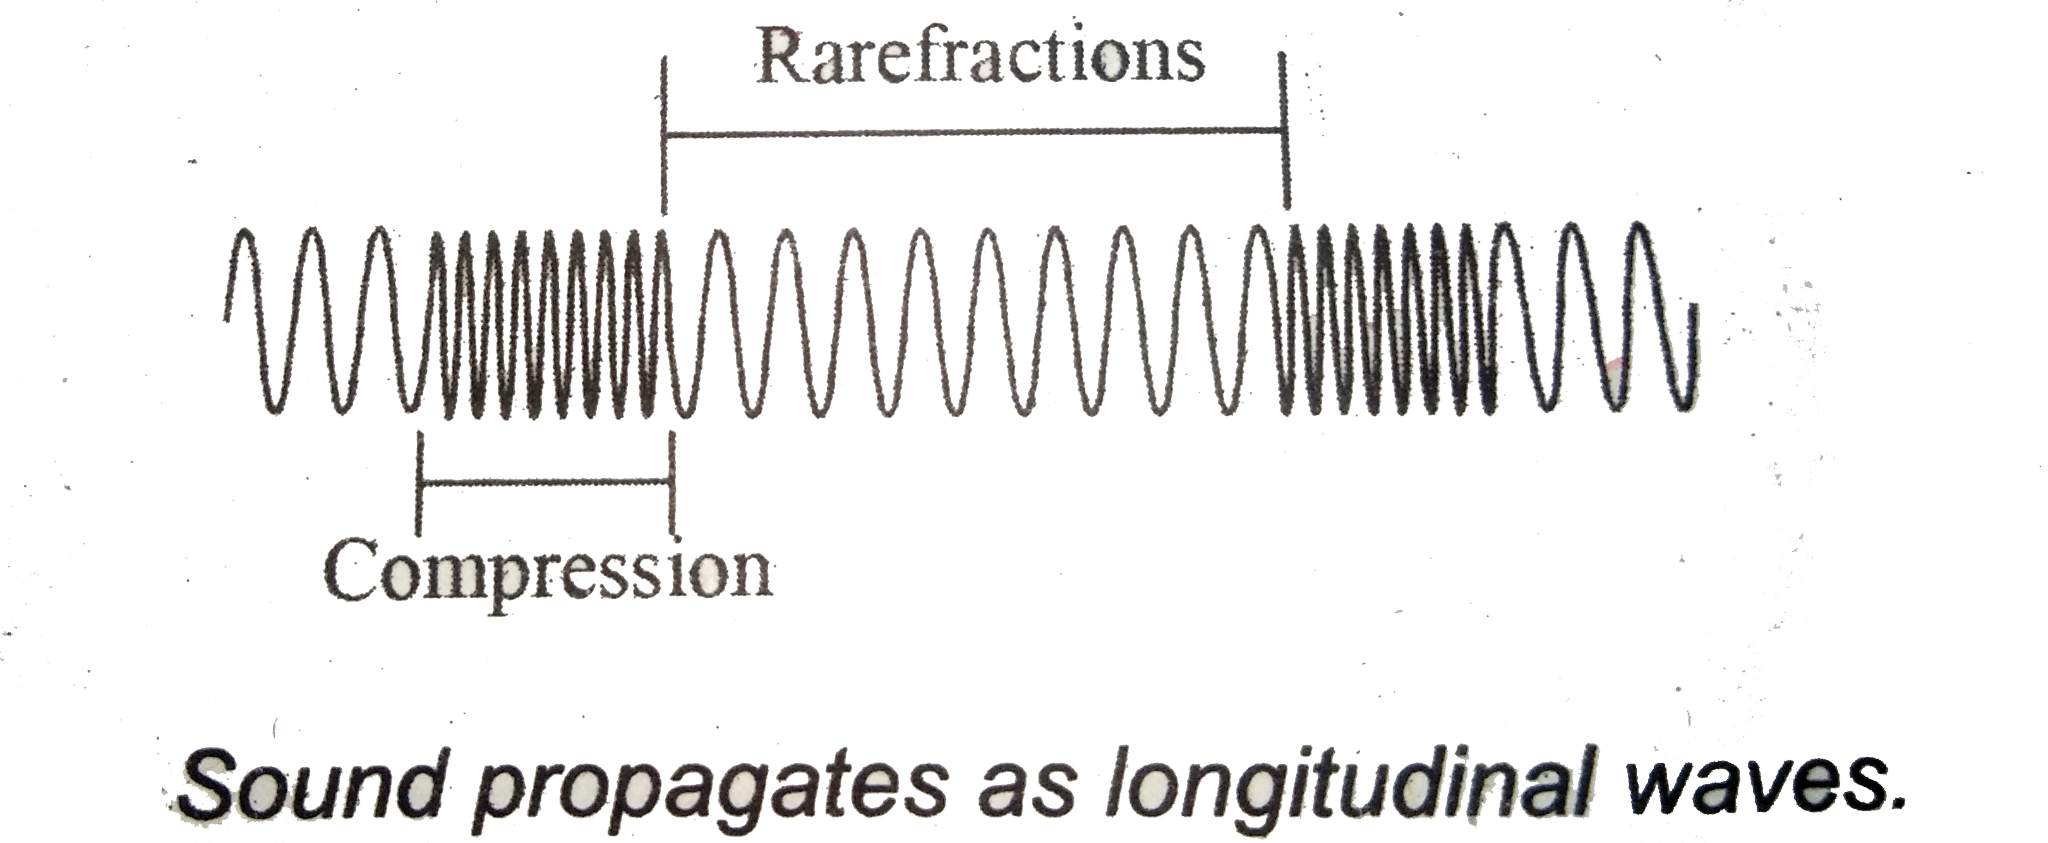 Rarefractions
Compression
Sound propagates as longitudinal waves.